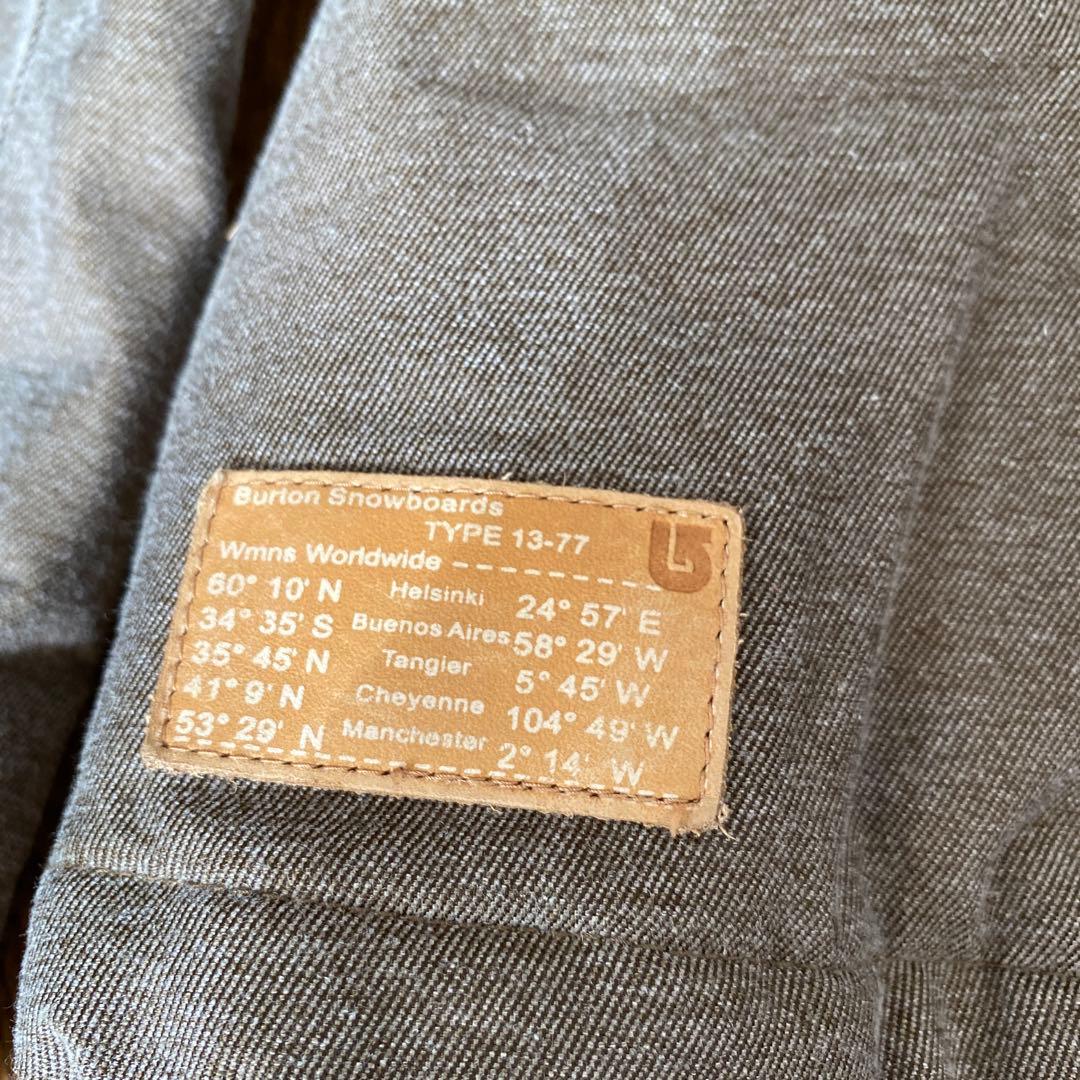 Burton Snowboards
TYPE 13-77
Wmns Worldwide
60° 10' N Helsinki 24° 57' E
34° 35' S Buenos Aires 58° 29' W
35° 45' N Tangier 5° 45' W
41° 9' N Cheyenne 104° 49' W
53° 29' N Manchester 2° 14' W